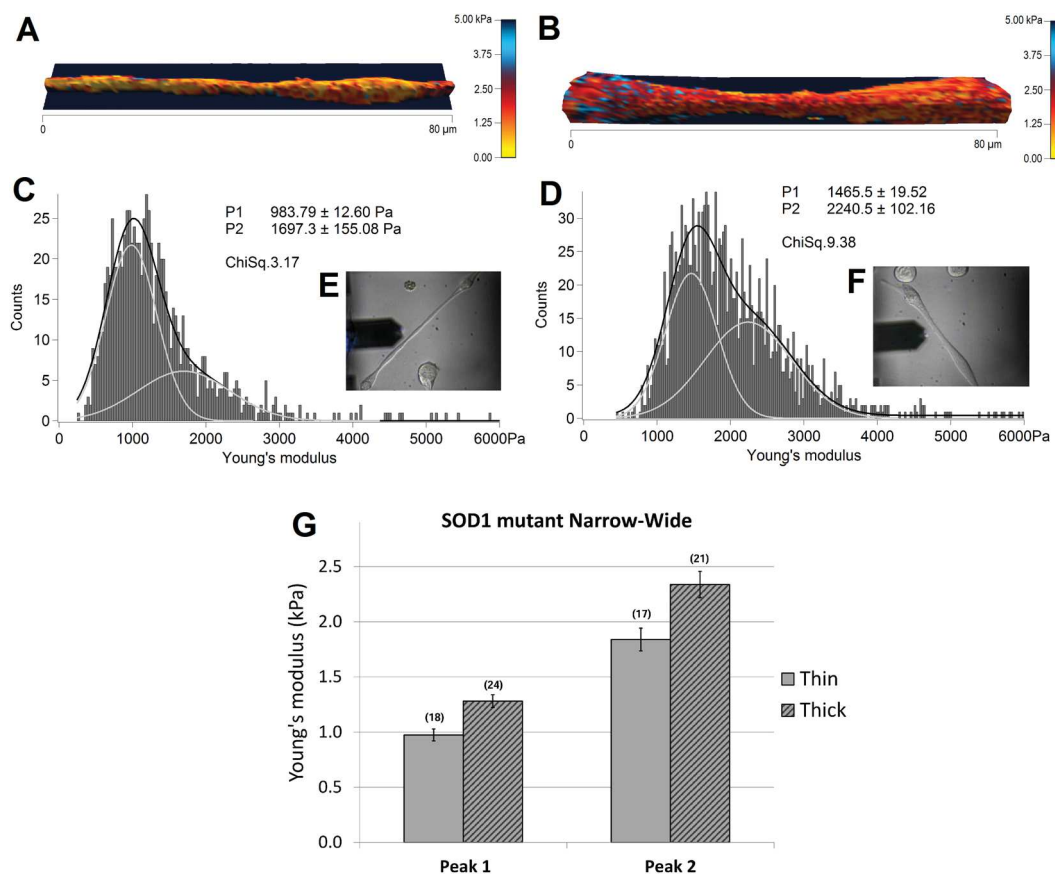 A
5.00 kPa
3.75
2.50
1.25
0.00
0
80 µm
B
5.00 kPa
3.75
2.50
1.25
0.00
0
80 µm
C
P1 983.79 ± 12.60 Pa
P2 1697.3 ± 155.08 Pa
ChiSq.3.17
25
20
15
10
5
0
Counts
0 1000 2000 3000 4000 5000 6000Pa
Young's modulus
E
D
P1 1465.5 ± 19.52
P2 2240.5 ± 102.16
ChiSq.9.38
30
25
20
15
10
5
0
Counts
0 1000 2000 3000 4000 5000 6000Pa
Young's modulus
F
G
SOD1 mutant Narrow-Wide
Young's modulus (kPa)
2.5
2.0
1.5
1.0
0.5
0.0
(18)
(24)
(17)
(21)
Peak 1
Peak 2
Thin
Thick